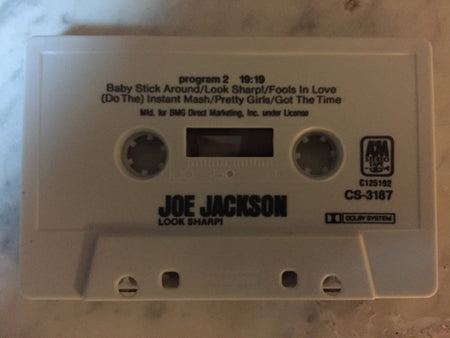 program 2 19:19
Baby Stick Around/Look Sharp!/Fools In Love
(Do The) Instant Mash/Pretty Girls/Got The Time
Mfd. for BMG Direct Marketing, Inc. under License
A&M
C125192
CS-3187
JOE JACKSON
LOOK SHARP!
DOLBY SYSTEM